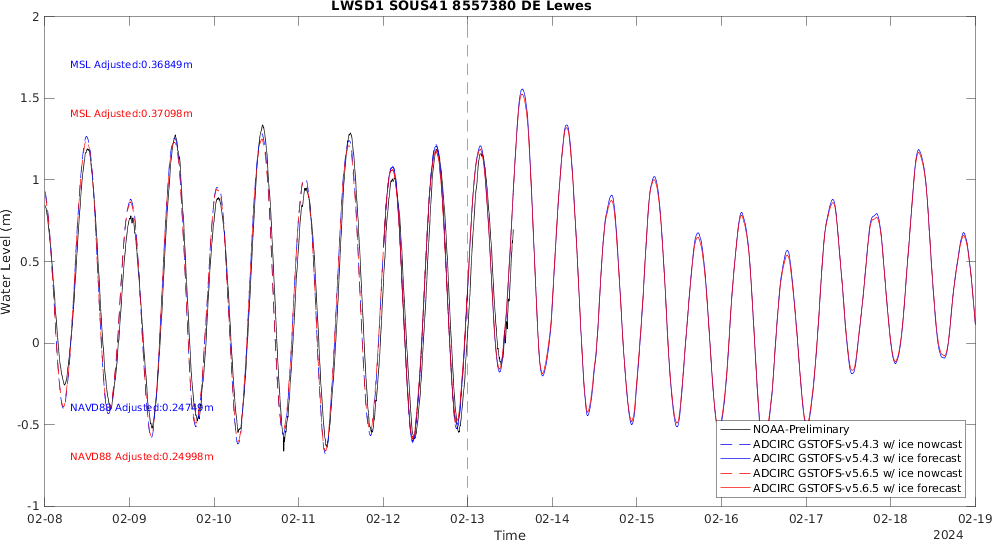 LWSD1 SOUS41 8557380 DE Lewes
2
1.5
1
0.5
0
-0.5
-1
Water Level (m)
MSL Adjusted:0.36849m
MSL Adjusted:0.37098m
NAVD88 Adjusted:0.24749m
NAVD88 Adjusted:0.24998m
NOAA-Preliminary
ADCIRC GSTOFS-v5.4.3 w/ ice nowcast
ADCIRC GSTOFS-v5.4.3 w/ ice forecast
ADCIRC GSTOFS-v5.6.5 w/ ice nowcast
ADCIRC GSTOFS-v5.6.5 w/ ice forecast
02-08 02-09 02-10 02-11 02-12 02-13 02-14 02-15 02-16 02-17 02-18 02-19
Time
2024